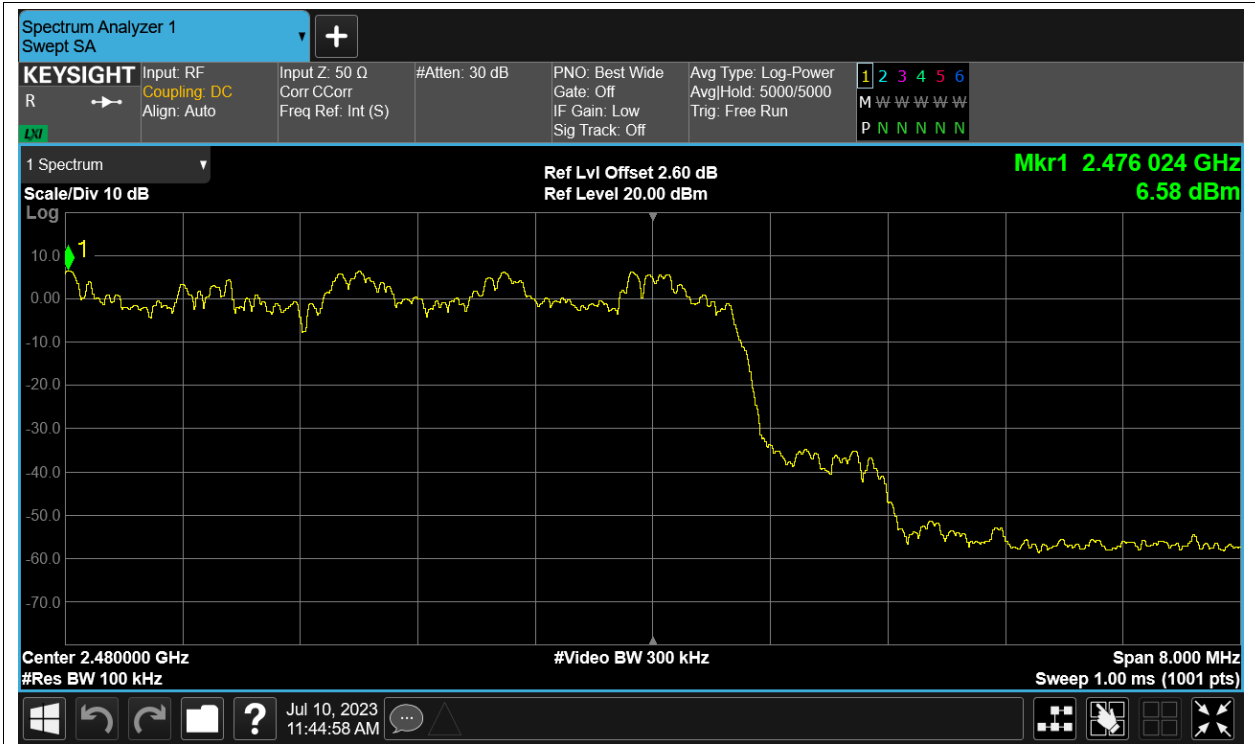 Spectrum Analyzer 1
Swept SA
+
KEYSIGHT
R
LXI
Input: RF
Coupling: DC
Align: Auto
Input Z: 50 Ω
Corr CCorr
Freq Ref: Int (S)
#Atten: 30 dB
PNO: Best Wide
Gate: Off
IF Gain: Low
Sig Track: Off
Avg Type: Log-Power
Avg|Hold: 5000/5000
Trig: Free Run
1 2 3 4 5 6
M W W W W W W
P N N N N N N
1 Spectrum
Scale/Div 10 dB
Log
Ref Lvl Offset 2.60 dB
Ref Level 20.00 dBm
Mkr1 2.476 024 GHz
6.58 dBm
1
10.0
0.00
-10.0
-20.0
-30.0
-40.0
-50.0
-60.0
-70.0
Center 2.480000 GHz
#Video BW 300 kHz
Span 8.000 MHz
#Res BW 100 kHz
Sweep 1.00 ms (1001 pts)
?
Jul 10, 2023
11:44:58 AM